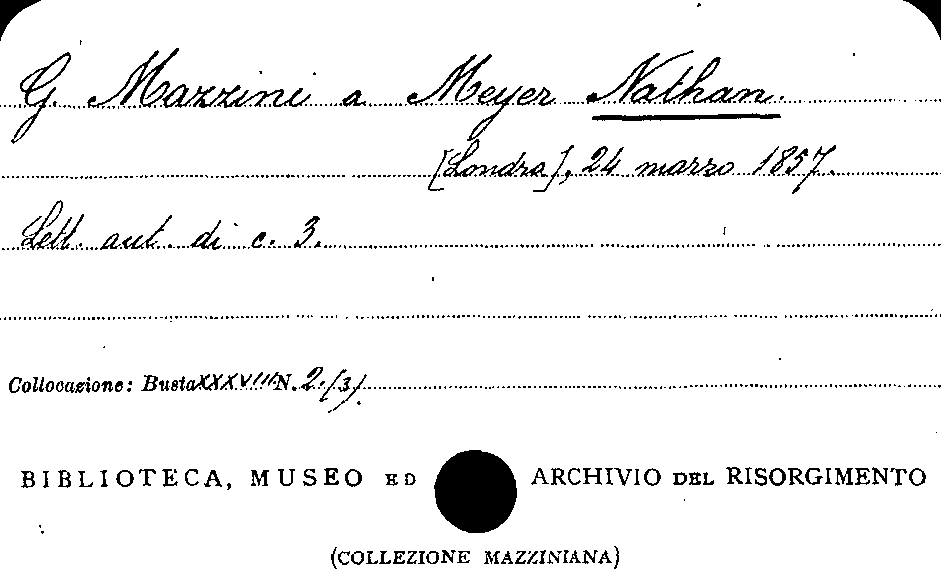 G. Mazzini a Meyer Nathan.
[Londra], 24 marzo 1857.
Lett. aut. di c. 3.
Collocazione: Busta XXXVIII N. 2.(3).
BIBLIOTECA, MUSEO ED ARCHIVIO DEL RISORGIMENTO
(COLLEZIONE MAZZINIANA)